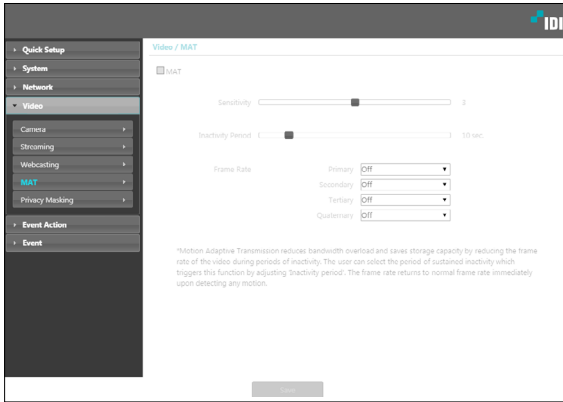 IDI
Quick Setup
System
Network
Video
Camera
Streaming
Webcasting
MAT
Privacy Masking
Event Action
Event
Video / MAT
MAT
Sensitivity 3
Inactivity Period 10 sec.
Frame Rate Primary Off
Secondary Off
Tertiary Off
Quaternary Off
*Motion Adaptive Transmission reduces bandwidth overload and saves storage capacity by reducing the frame
rate of the video during periods of inactivity. The user can select the period of sustained inactivity which
triggers this function by adjusting 'Inactivity period'. The frame rate returns to normal frame rate immediately
upon detecting any motion.
Save